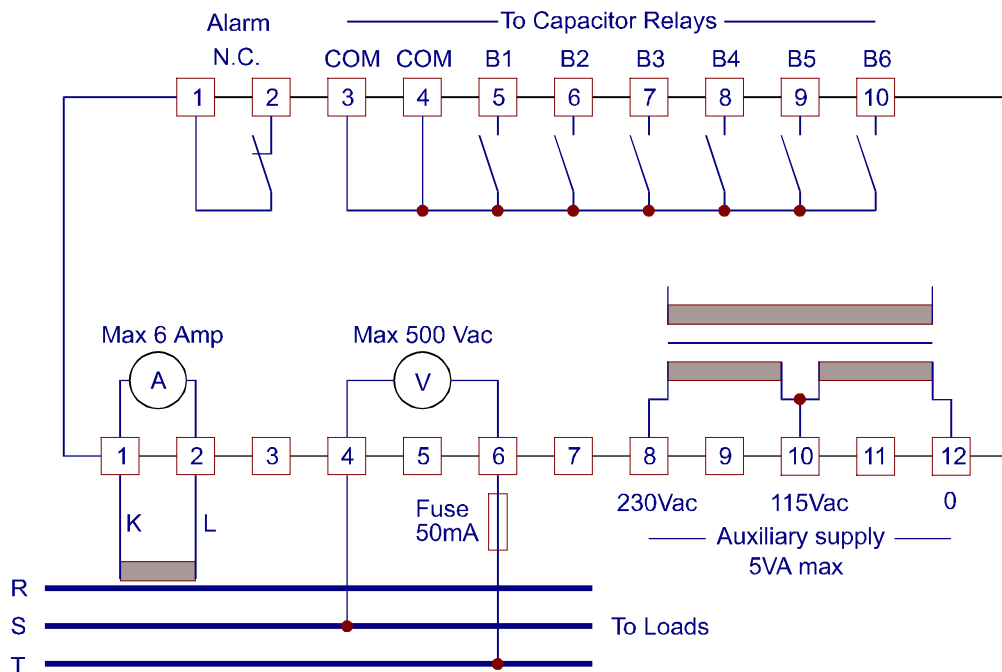 Alarm
To Capacitor Relays
N.C. COM COM B1 B2 B3 B4 B5 B6
1 2 3 4 5 6 7 8 9 10
Max 6 Amp Max 500 Vac
A V
1 2 3 4 5 6 7 8 9 10 11 12
230Vac 115Vac 0
K L
Fuse
50mA
Auxiliary supply
5VA max
R
S To Loads
T